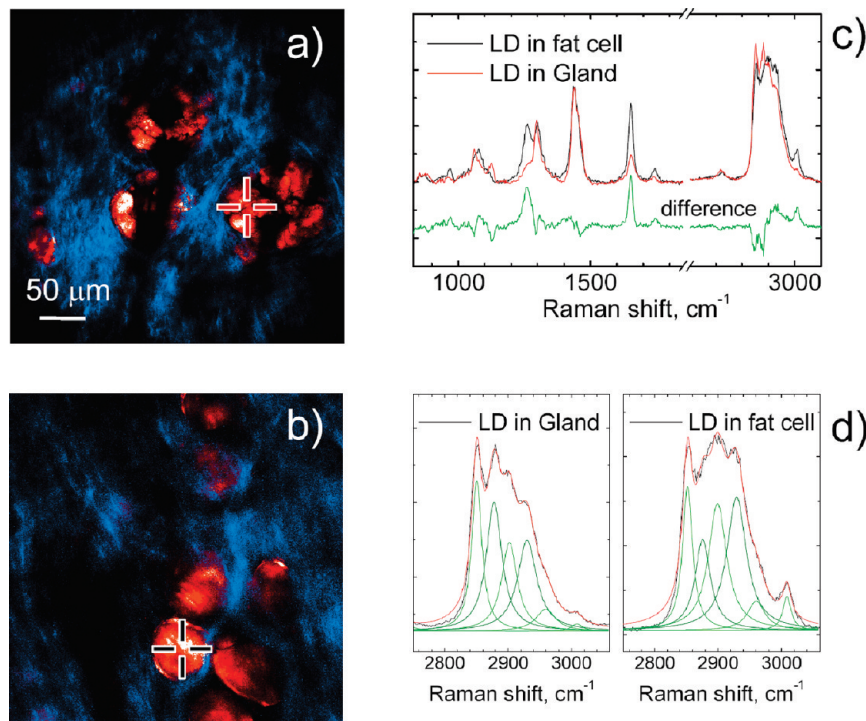 a)
50 μm
b)
c)
LD in fat cell
LD in Gland
difference
1000 1500 3000
Raman shift, cm⁻¹
d)
LD in Gland
LD in fat cell
2800 2900 3000
2800 2900 3000
Raman shift, cm⁻¹
Raman shift, cm⁻¹